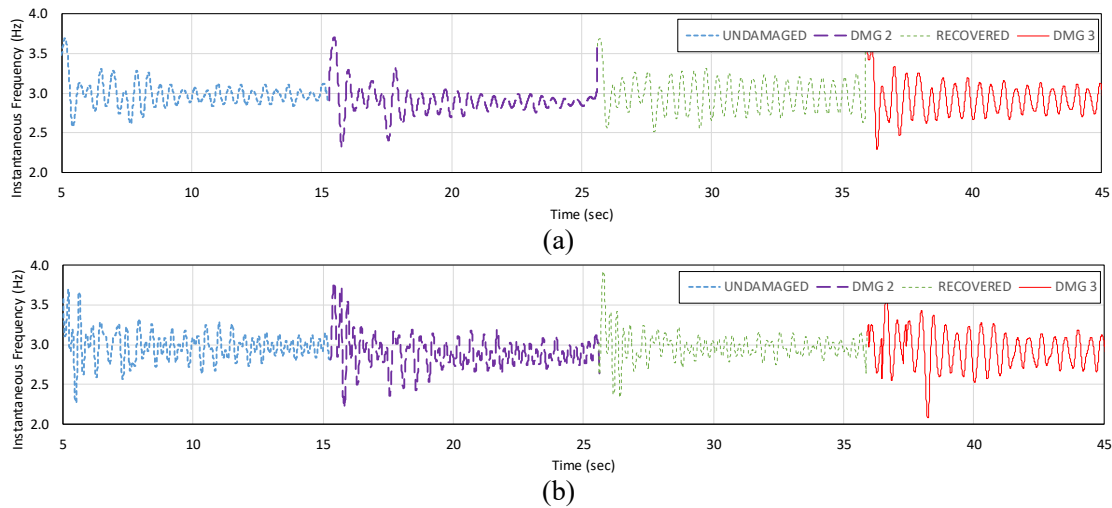 4.0
3.5
3.0
2.5
2.0
Instantaneous Frequency (Hz)
UNDAMAGED DMG 2 RECOVERED DMG 3
5 10 15 20 25 30 35 40 45
Time (sec)
(a)
4.0
3.5
3.0
2.5
2.0
Instantaneous Frequency (Hz)
UNDAMAGED DMG 2 RECOVERED DMG 3
5 10 15 20 25 30 35 40 45
Time (sec)
(b)